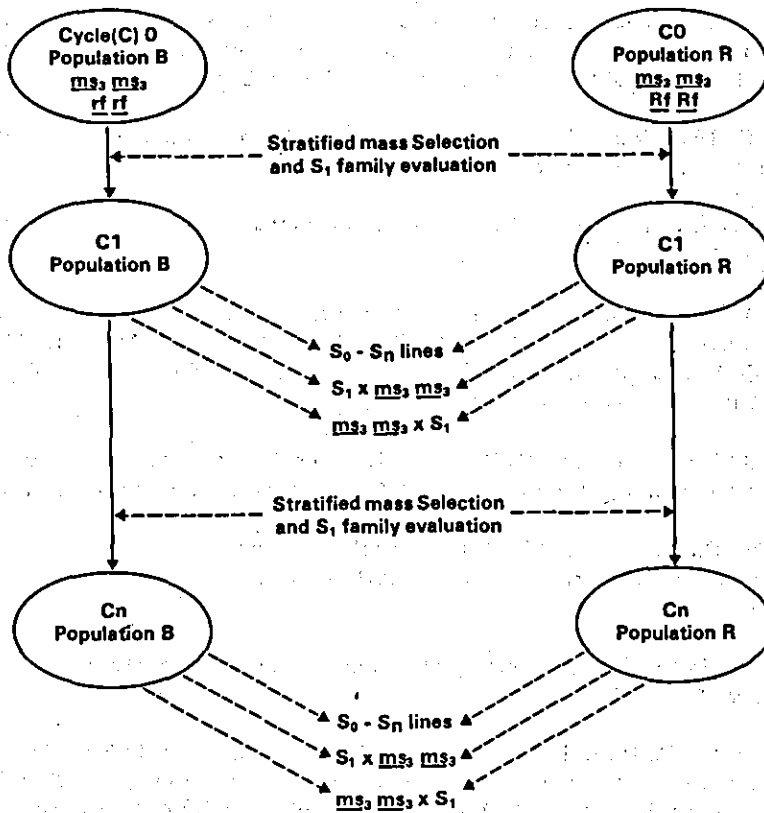 Cycle(C) 0
Population B
ms₃ ms₃
rf rf
C0
Population R
ms₃ ms₃
Rf Rf
Stratified mass Selection
and S₁ family evaluation
C1
Population B
C1
Population R
S₀ - Sₙ lines
S₁ x ms₃ ms₃
ms₃ ms₃ x S₁
Stratified mass Selection
and S₁ family evaluation
Cn
Population B
Cn
Population R
S₀ - Sₙ lines
S₁ x ms₃ ms₃
ms₃ ms₃ x S₁